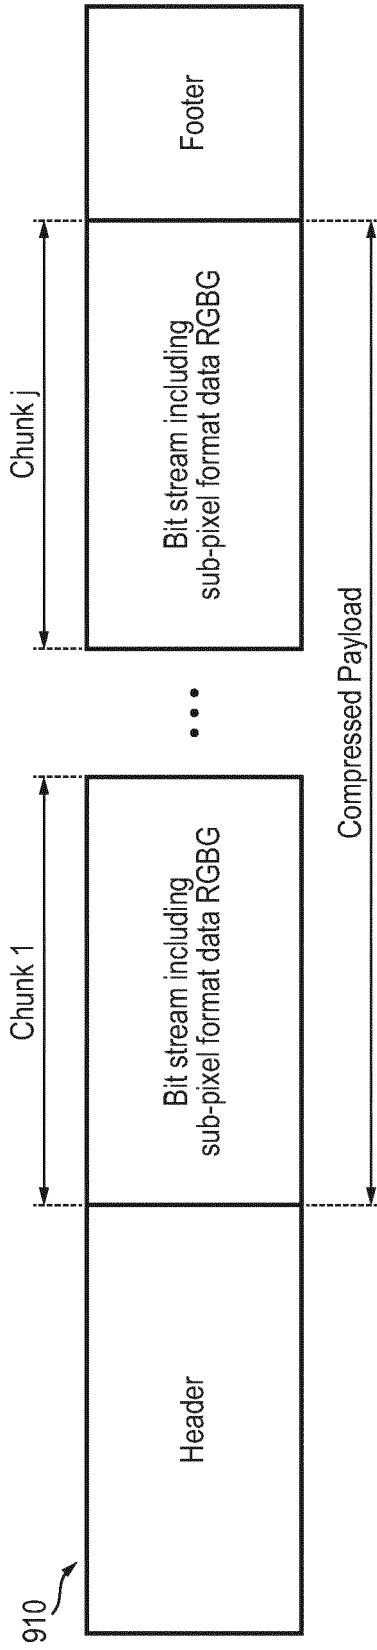 910
Chunk 1
Chunk j
Header
Bit stream including
sub-pixel format data RGBG
Bit stream including
sub-pixel format data RGBG
Footer
Compressed Payload